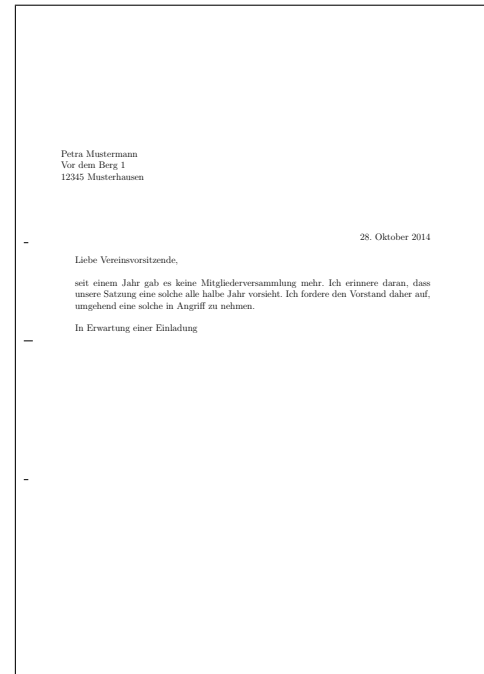 Petra Mustermann
Vor dem Berg 1
12345 Musterhausen
28. Oktober 2014
Liebe Vereinsvorsitzende,
seit einem Jahr gab es keine Mitgliederversammlung mehr. Ich erinnere daran, dass
unsere Satzung eine solche alle halbe Jahr vorsieht. Ich fordere den Vorstand daher auf,
umgehend eine solche in Angriff zu nehmen.
In Erwartung einer Einladung